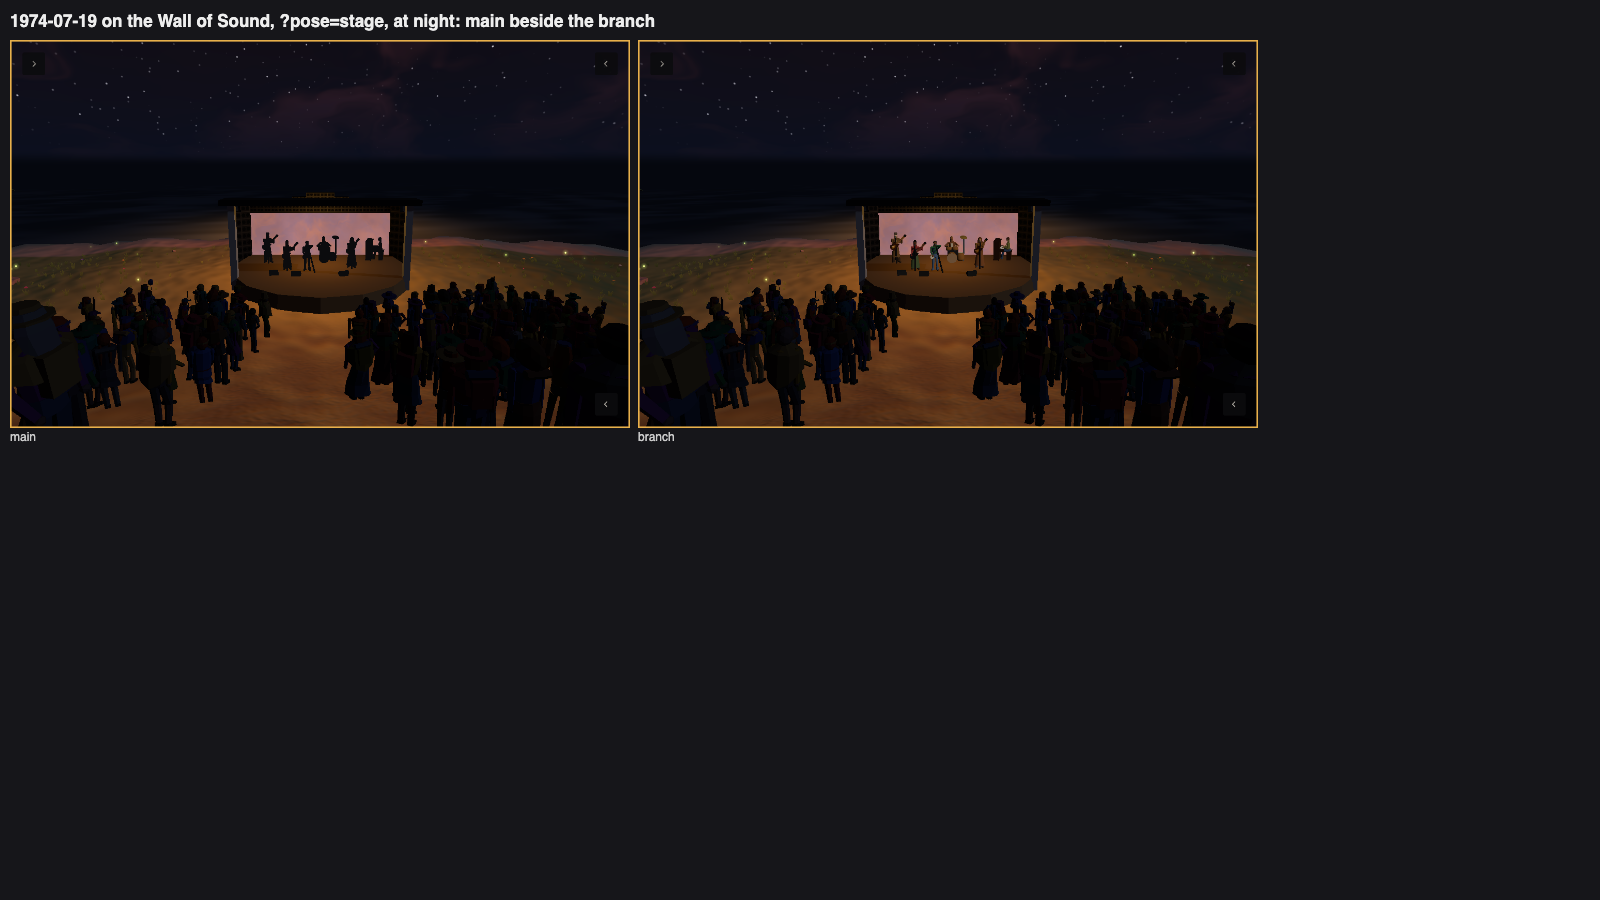 1974-07-19 on the Wall of Sound, ?pose=stage, at night: main beside the branch
main
branch